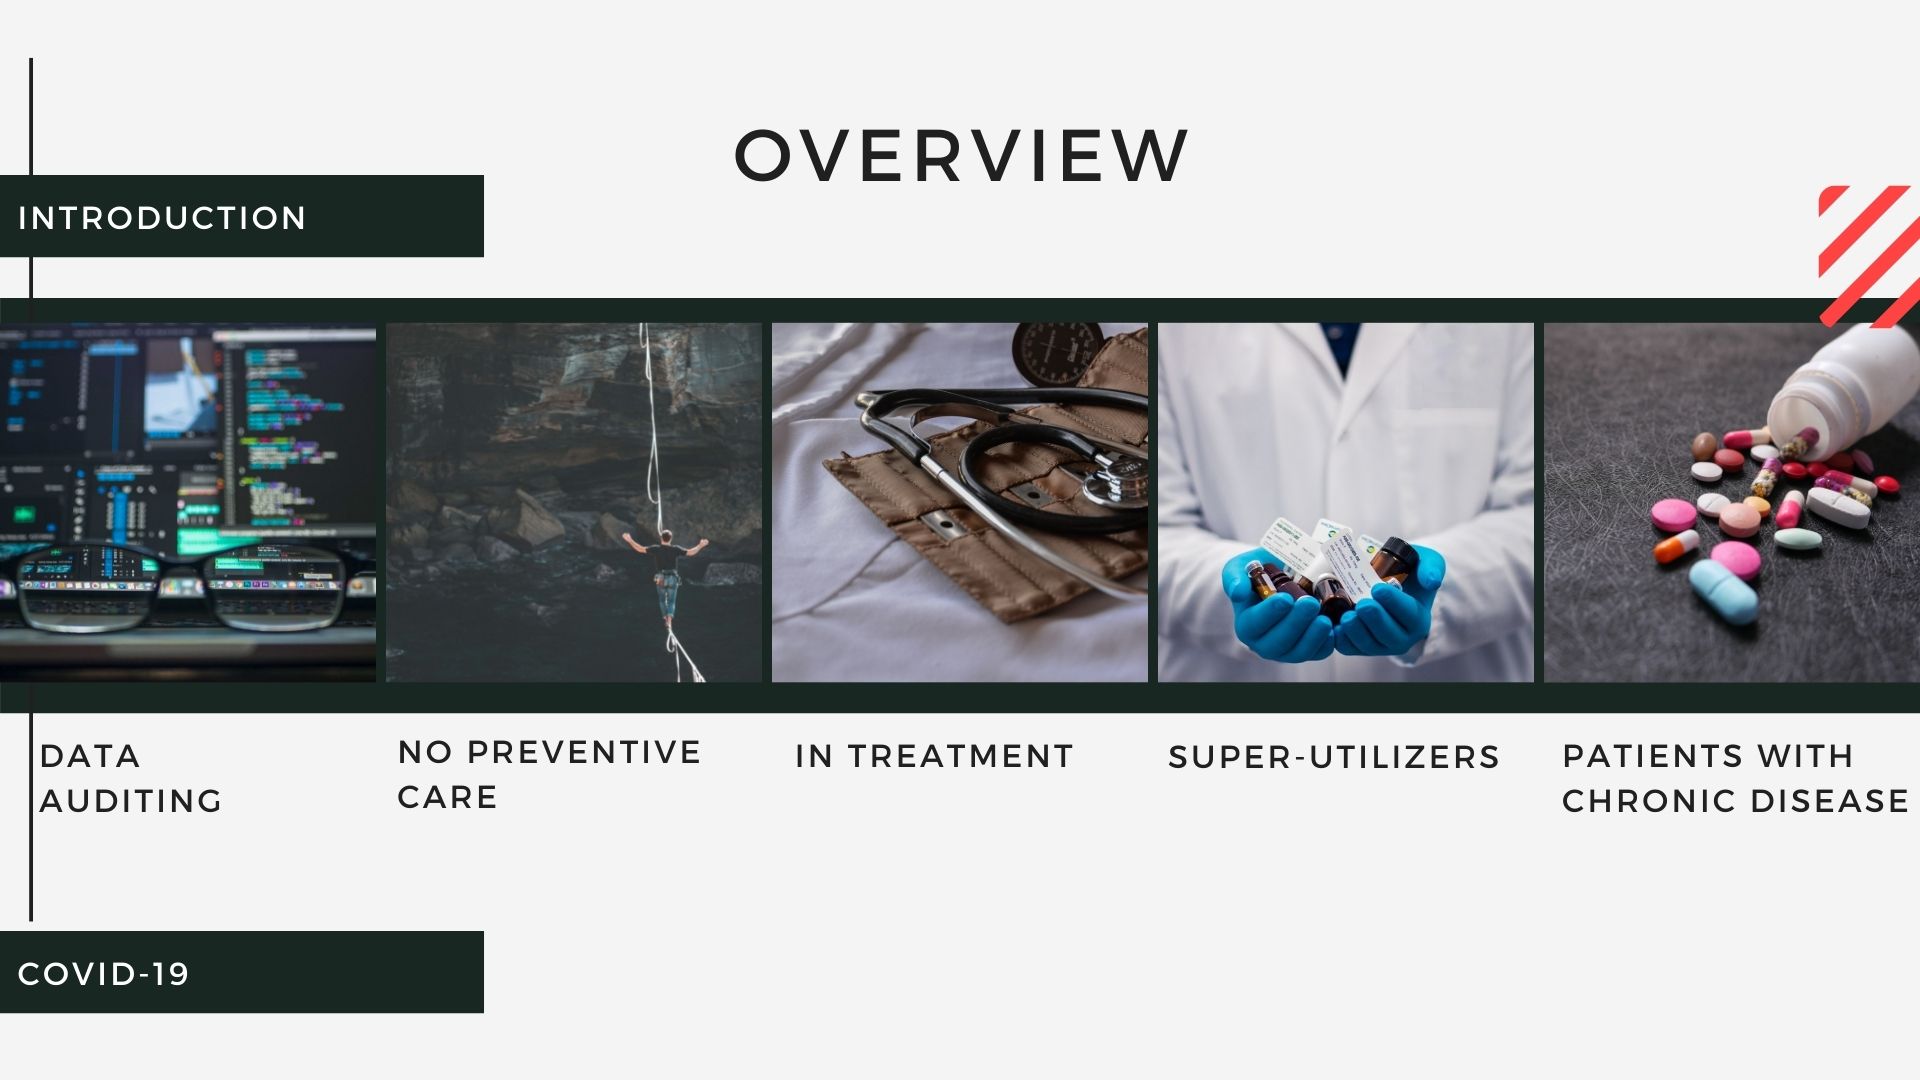 OVERVIEW
INTRODUCTION
DATA
AUDITING
NO PREVENTIVE
CARE
IN TREATMENT
SUPER-UTILIZERS
PATIENTS WITH
CHRONIC DISEASE
COVID-19